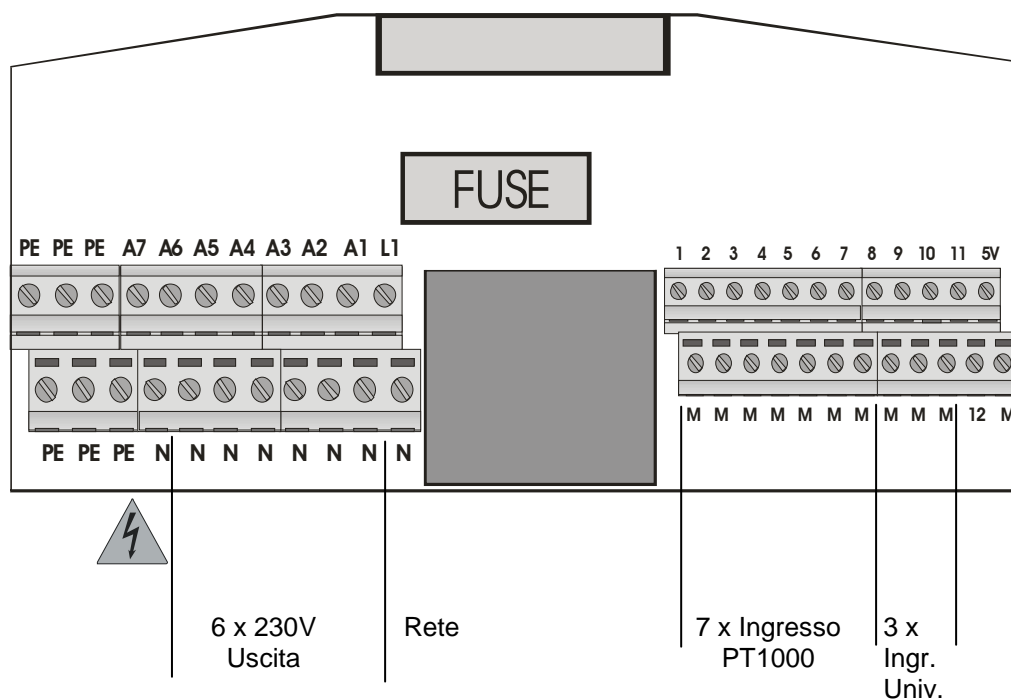 FUSE
PE PE PE A7 A6 A5 A4 A3 A2 A1 L1
1 2 3 4 5 6 7 8 9 10 11 5V
M M M M M M M M M M 12 M
PE PE PE N N N N N N N N
6 x 230V
Uscita
Rete
7 x Ingresso
PT1000
3 x
Ingr.
Univ.